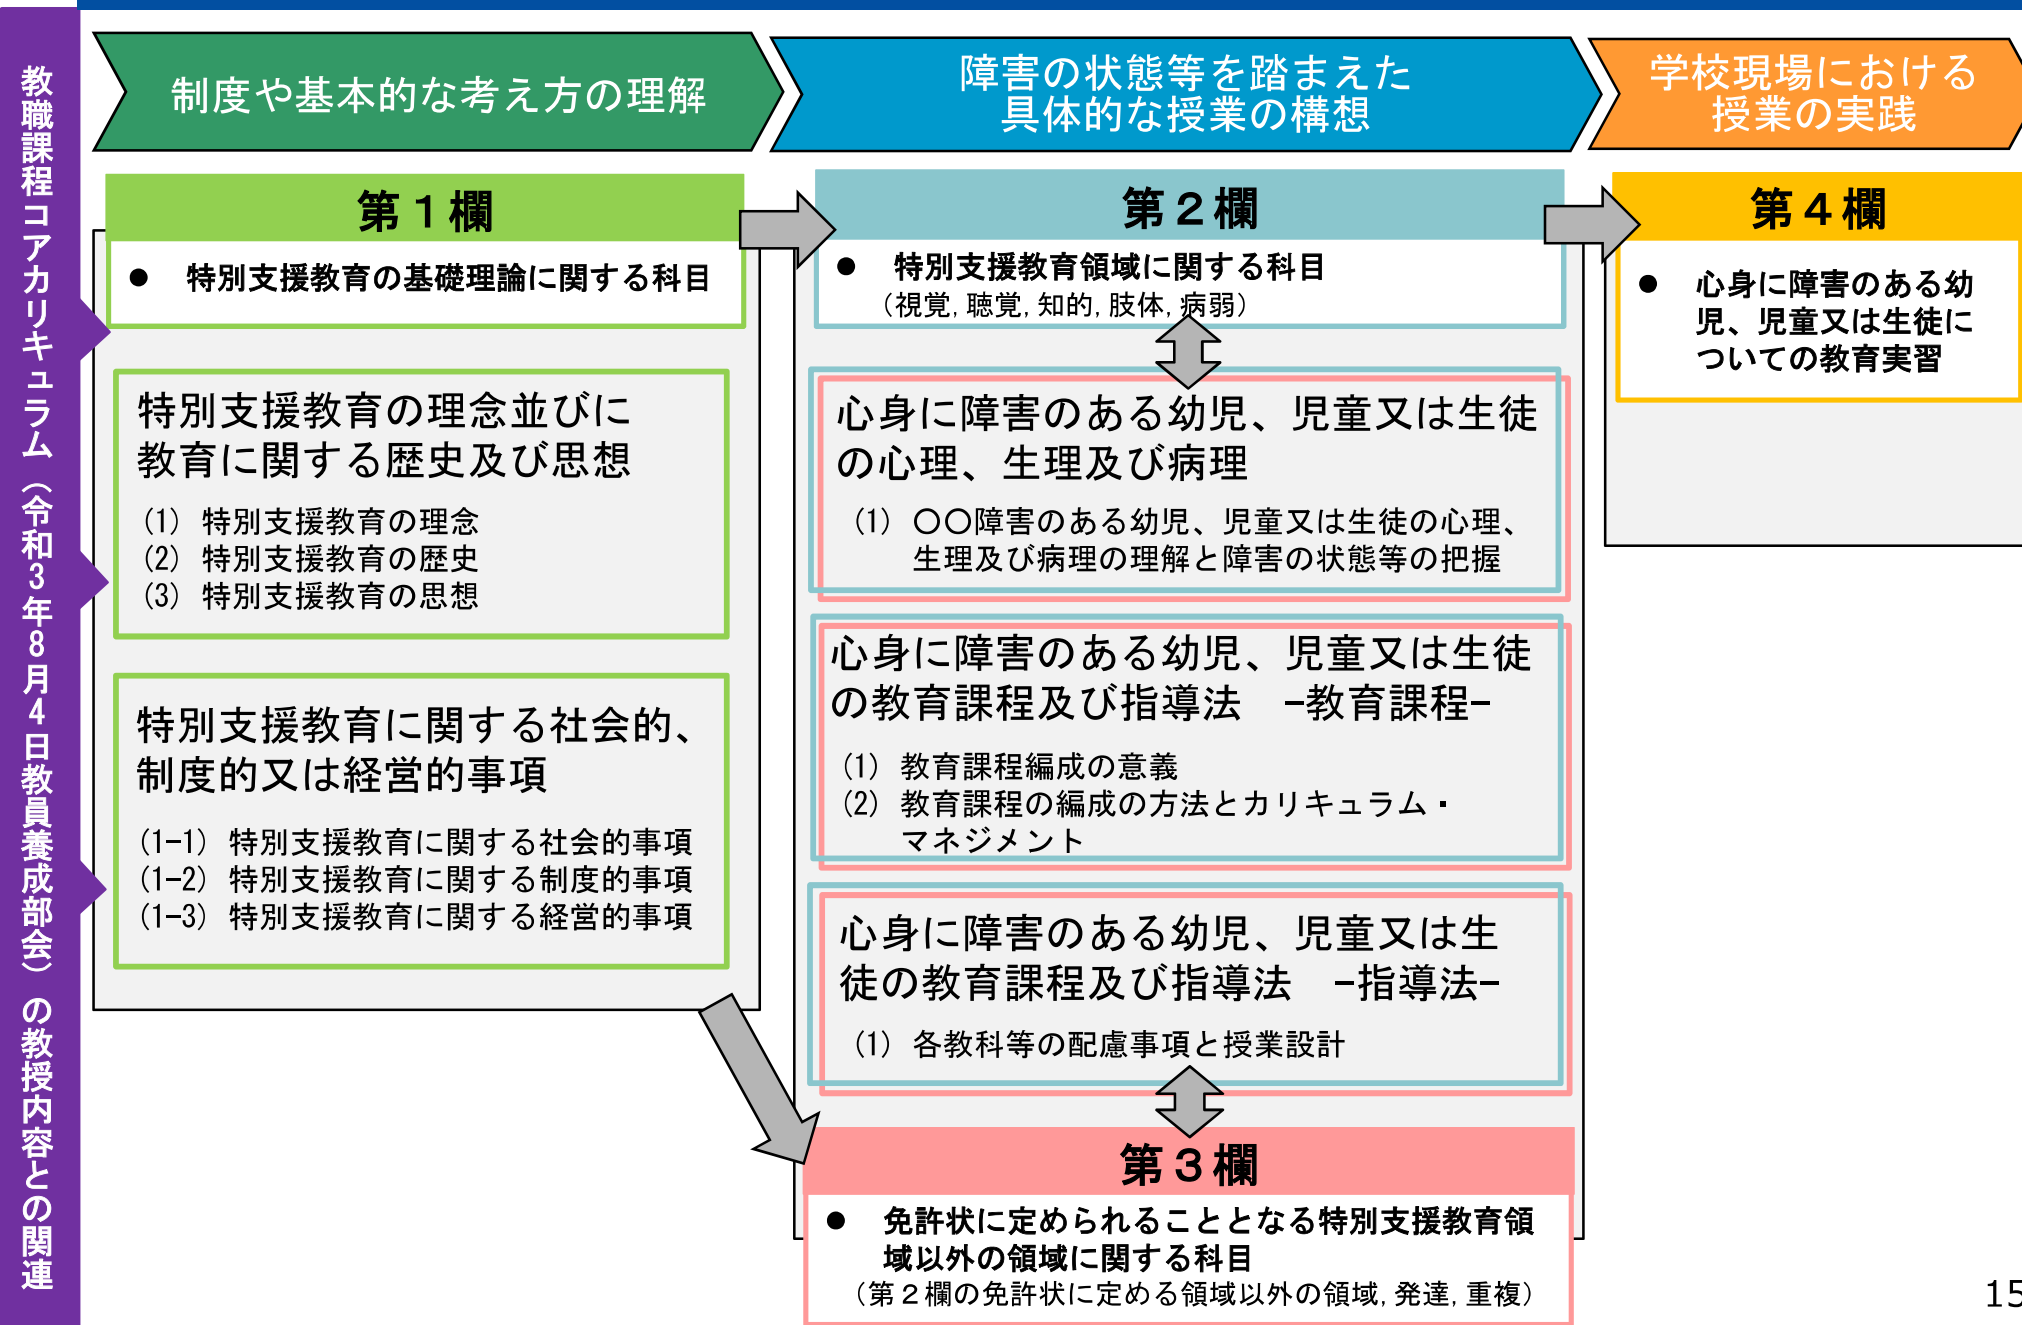 教職課程コアカリキュラム（令和３年８月４日教員養成部会）の教授内容との関連
制度や基本的な考え方の理解
障害の状態等を踏まえた
具体的な授業の構想
学校現場における
授業の実践
第１欄
● 特別支援教育の基礎理論に関する科目
特別支援教育の理念並びに
教育に関する歴史及び思想
(1) 特別支援教育の理念
(2) 特別支援教育の歴史
(3) 特別支援教育の思想
特別支援教育に関する社会的、
制度的又は経営的事項
(1−1) 特別支援教育に関する社会的事項
(1−2) 特別支援教育に関する制度的事項
(1−3) 特別支援教育に関する経営的事項
第２欄
● 特別支援教育領域に関する科目
（視覚,聴覚,知的,肢体,病弱）
心身に障害のある幼児、児童又は生徒
の心理、生理及び病理
(1) 〇〇障害のある幼児、児童又は生徒の心理、
生理及び病理の理解と障害の状態等の把握
心身に障害のある幼児、児童又は生徒
の教育課程及び指導法　−教育課程−
(1) 教育課程編成の意義
(2) 教育課程の編成の方法とカリキュラム・
マネジメント
心身に障害のある幼児、児童又は生
徒の教育課程及び指導法　−指導法−
(1) 各教科等の配慮事項と授業設計
第３欄
● 免許状に定められることとなる特別支援教育領
域以外の領域に関する科目
（第２欄の免許状に定める領域以外の領域,発達,重複）
第４欄
● 心身に障害のある幼
児、児童又は生徒に
ついての教育実習
15